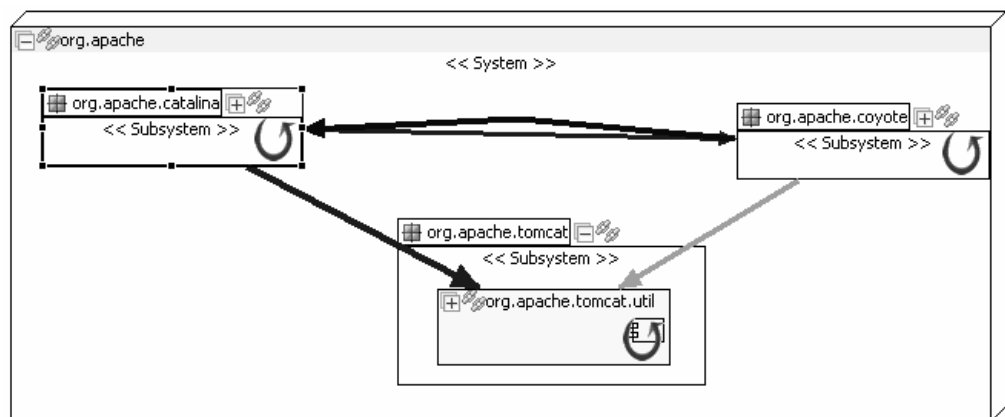 org.apache
<< System >>
org.apache.catalina
<< Subsystem >>
org.apache.coyote
<< Subsystem >>
org.apache.tomcat
<< Subsystem >>
org.apache.tomcat.util